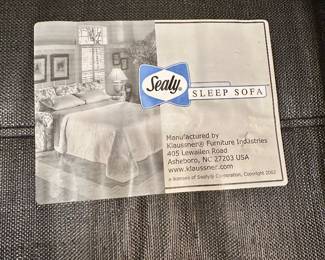 Sealy
SLEEP SOFA
Manufactured by
Klaussner® Furniture Industries
405 Lewallen Road
Asheboro, NC 27203 USA
www.klaussner.com
a licensee of Sealy® Corporation, Copyright 2002